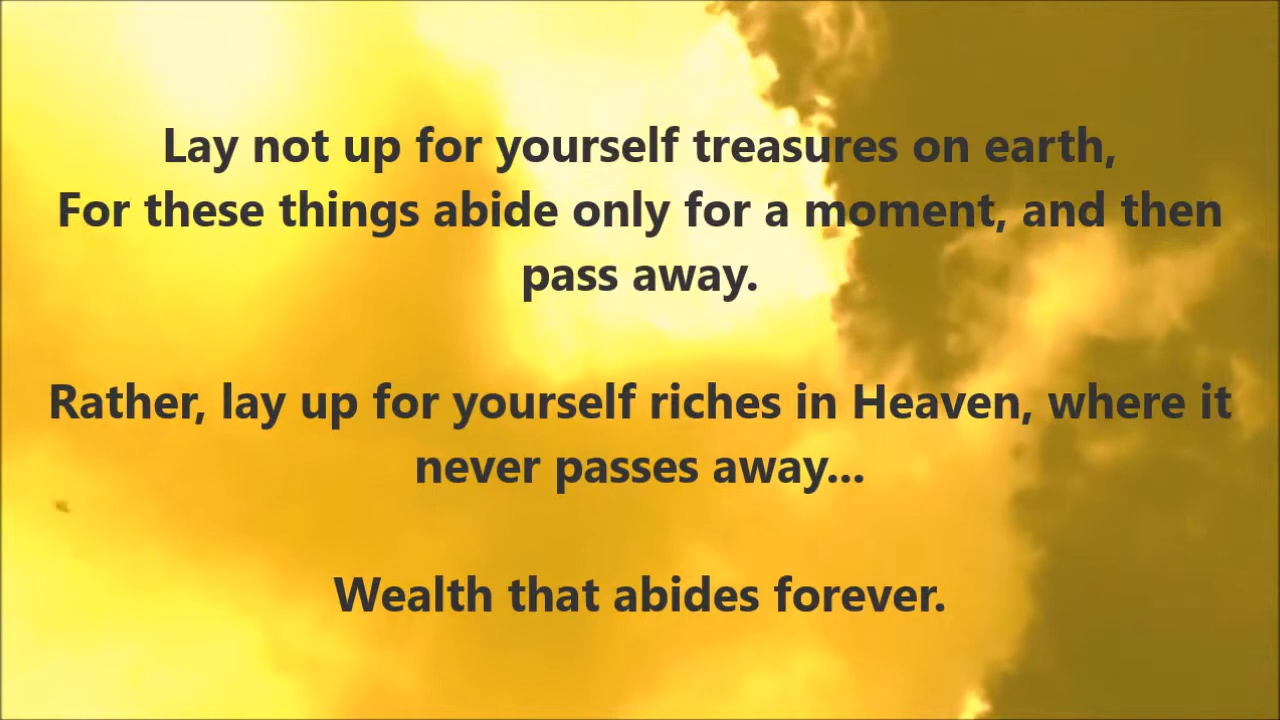 Lay not up for yourself treasures on earth,
For these things abide only for a moment, and then
pass away.
Rather, lay up for yourself riches in Heaven, where it
never passes away...
Wealth that abides forever.